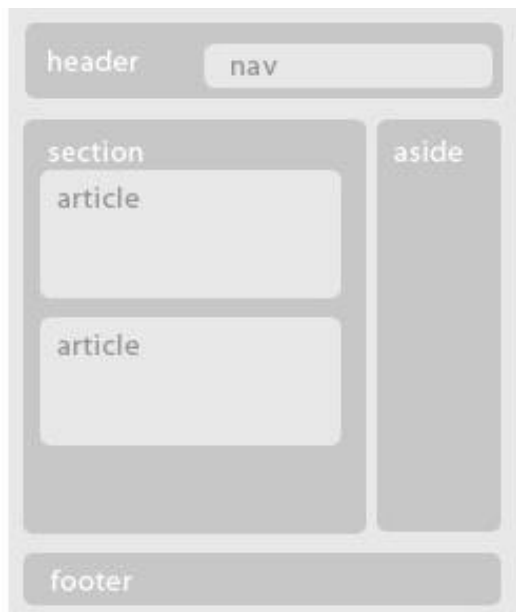 header
nav
section
aside
article
article
footer